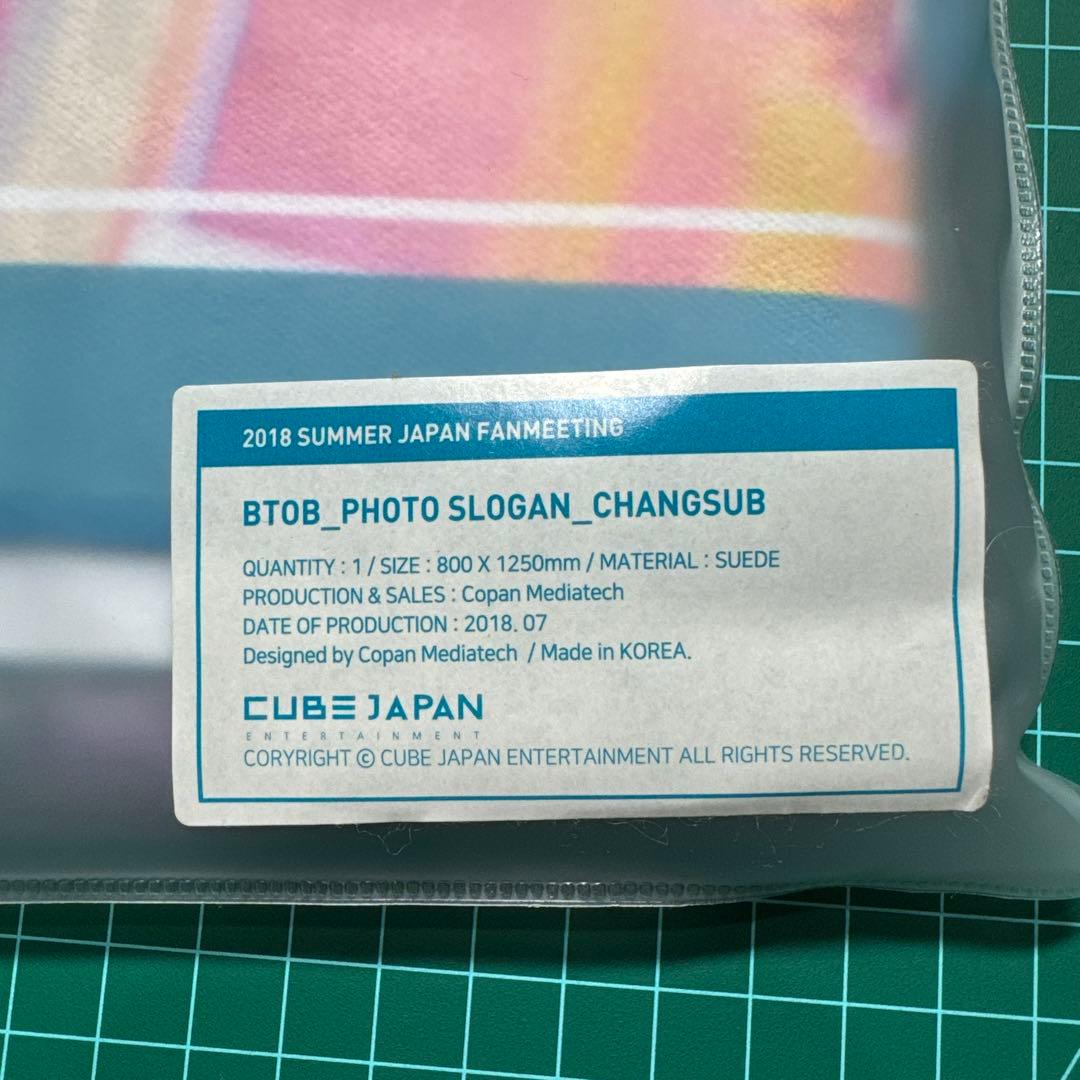 2018 SUMMER JAPAN FANMEETING
BTOB_PHOTO SLOGAN_CHANGSUB
QUANTITY : 1 / SIZE : 800 X 1250mm / MATERIAL : SUEDE
PRODUCTION & SALES : Copan Mediatech
DATE OF PRODUCTION : 2018. 07
Designed by Copan Mediatech / Made in KOREA.
CUBE JAPAN
ENTERTAINMENT
CORYRIGHT © CUBE JAPAN ENTERTAINMENT ALL RIGHTS RESERVED.